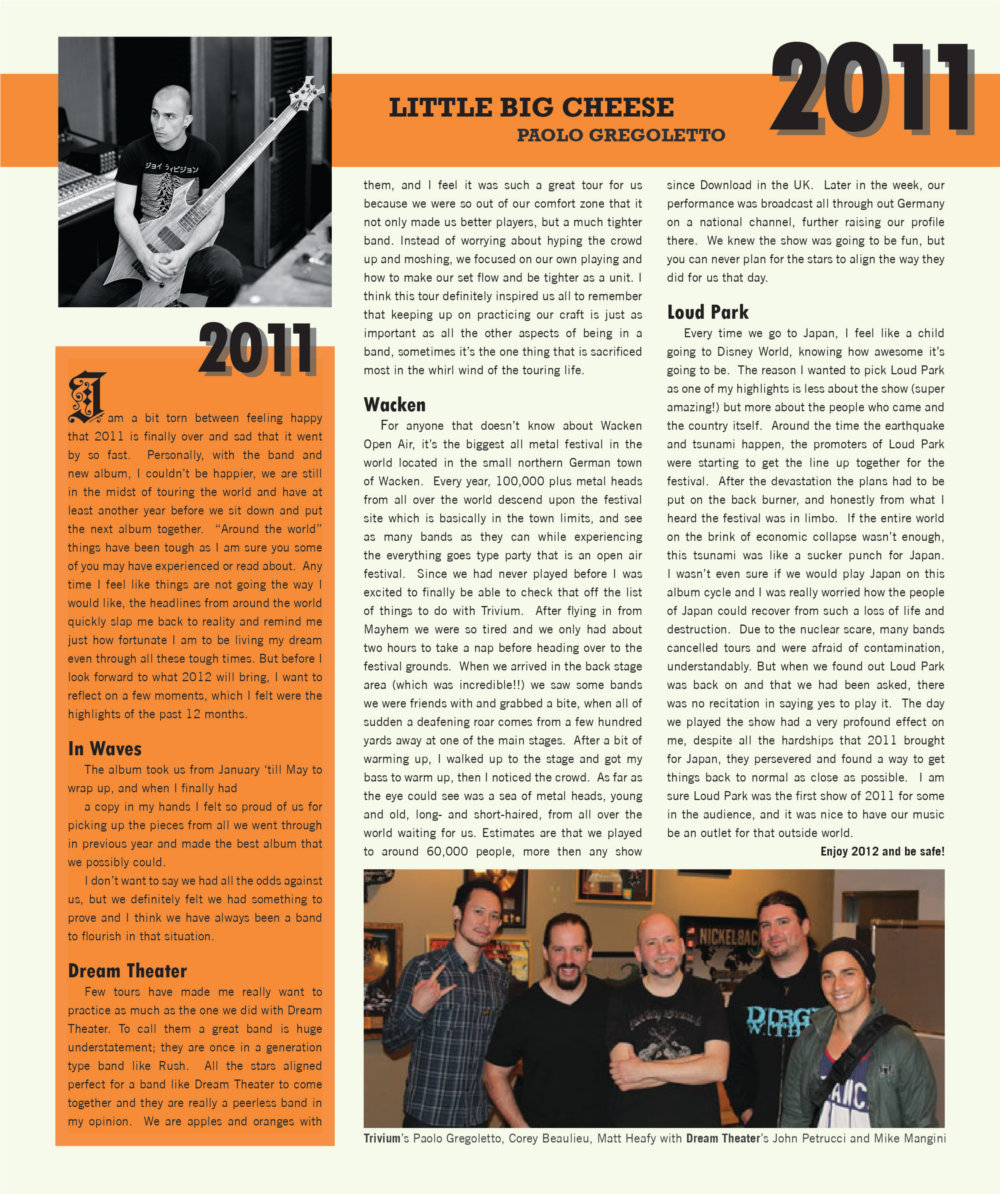 2011
LITTLE BIG CHEESE
PAOLO GREGOLETTO
ジョイ ディビジョン
2011
I am a bit torn between feeling happy
that 2011 is finally over and sad that it went
by so fast. Personally, with the band and
new album, I couldn't be happier, we are still
in the midst of touring the world and have at
least another year before we sit down and put
the next album together. “Around the world”
things have been tough as I am sure you some
of you may have experienced or read about. Any
time I feel like things are not going the way I
would like, the headlines from around the world
quickly slap me back to reality and remind me
just how fortunate I am to be living my dream
even through all these tough times. But before I
look forward to what 2012 will bring, I want to
reflect on a few moments, which I felt were the
highlights of the past 12 months.
In Waves
The album took us from January ‘till May to
wrap up, and when I finally had
a copy in my hands I felt so proud of us for
picking up the pieces from all we went through
in previous year and made the best album that
we possibly could.
I don't want to say we had all the odds against
us, but we definitely felt we had something to
prove and I think we have always been a band
to flourish in that situation.
Dream Theater
Few tours have made me really want to
practice as much as the one we did with Dream
Theater. To call them a great band is huge
understatement; they are once in a generation
type band like Rush. All the stars aligned
perfect for a band like Dream Theater to come
together and they are really a peerless band in
my opinion. We are apples and oranges with
them, and I feel it was such a great tour for us
because we were so out of our comfort zone that it
not only made us better players, but a much tighter
band. Instead of worrying about hyping the crowd
up and moshing, we focused on our own playing and
how to make our set flow and be tighter as a unit. I
think this tour definitely inspired us all to remember
that keeping up on practicing our craft is just as
important as all the other aspects of being in a
band, sometimes it's the one thing that is sacrificed
most in the whirl wind of the touring life.
Wacken
For anyone that doesn't know about Wacken
Open Air, it's the biggest all metal festival in the
world located in the small northern German town
of Wacken. Every year, 100,000 plus metal heads
from all over the world descend upon the festival
site which is basically in the town limits, and see
as many bands as they can while experiencing
the everything goes type party that is an open air
festival. Since we had never played before I was
excited to finally be able to check that off the list
of things to do with Trivium. After flying in from
Mayhem we were so tired and we only had about
two hours to take a nap before heading over to the
festival grounds. When we arrived in the back stage
area (which was incredible!!) we saw some bands
we were friends with and grabbed a bite, when all of
sudden a deafening roar comes from a few hundred
yards away at one of the main stages. After a bit of
warming up, I walked up to the stage and got my
bass to warm up, then I noticed the crowd. As far as
the eye could see was a sea of metal heads, young
and old, long- and short-haired, from all over the
world waiting for us. Estimates are that we played
to around 60,000 people, more then any show
since Download in the UK. Later in the week, our
performance was broadcast all through out Germany
on a national channel, further raising our profile
there. We knew the show was going to be fun, but
you can never plan for the stars to align the way they
did for us that day.
Loud Park
Every time we go to Japan, I feel like a child
going to Disney World, knowing how awesome it's
going to be. The reason I wanted to pick Loud Park
as one of my highlights is less about the show (super
amazing!) but more about the people who came and
the country itself. Around the time the earthquake
and tsunami happen, the promoters of Loud Park
were starting to get the line up together for the
festival. After the devastation the plans had to be
put on the back burner, and honestly from what I
heard the festival was in limbo. If the entire world
on the brink of economic collapse wasn't enough,
this tsunami was like a sucker punch for Japan.
I wasn't even sure if we would play Japan on this
album cycle and I was really worried how the people
of Japan could recover from such a loss of life and
destruction. Due to the nuclear scare, many bands
cancelled tours and were afraid of contamination,
understandably. But when we found out Loud Park
was back on and that we had been asked, there
was no recitation in saying yes to play it. The day
we played the show had a very profound effect on
me, despite all the hardships that 2011 brought
for Japan, they persevered and found a way to get
things back to normal as close as possible. I am
sure Loud Park was the first show of 2011 for some
in the audience, and it was nice to have our music
be an outlet for that outside world.
Enjoy 2012 and be safe!
NICKELBACK
Trivium's Paolo Gregoletto, Corey Beaulieu, Matt Heafy with Dream Theater's John Petrucci and Mike Mangini